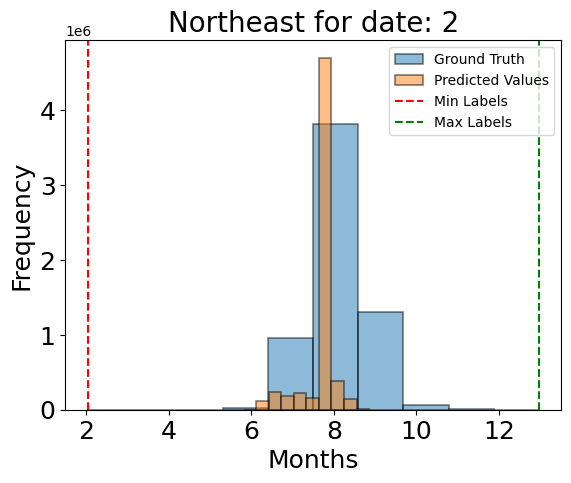 Northeast for date: 2
1e6
Ground Truth
Predicted Values
Min Labels
Max Labels
Frequency
4
3
2
1
0
2 4 6 8 10 12
Months